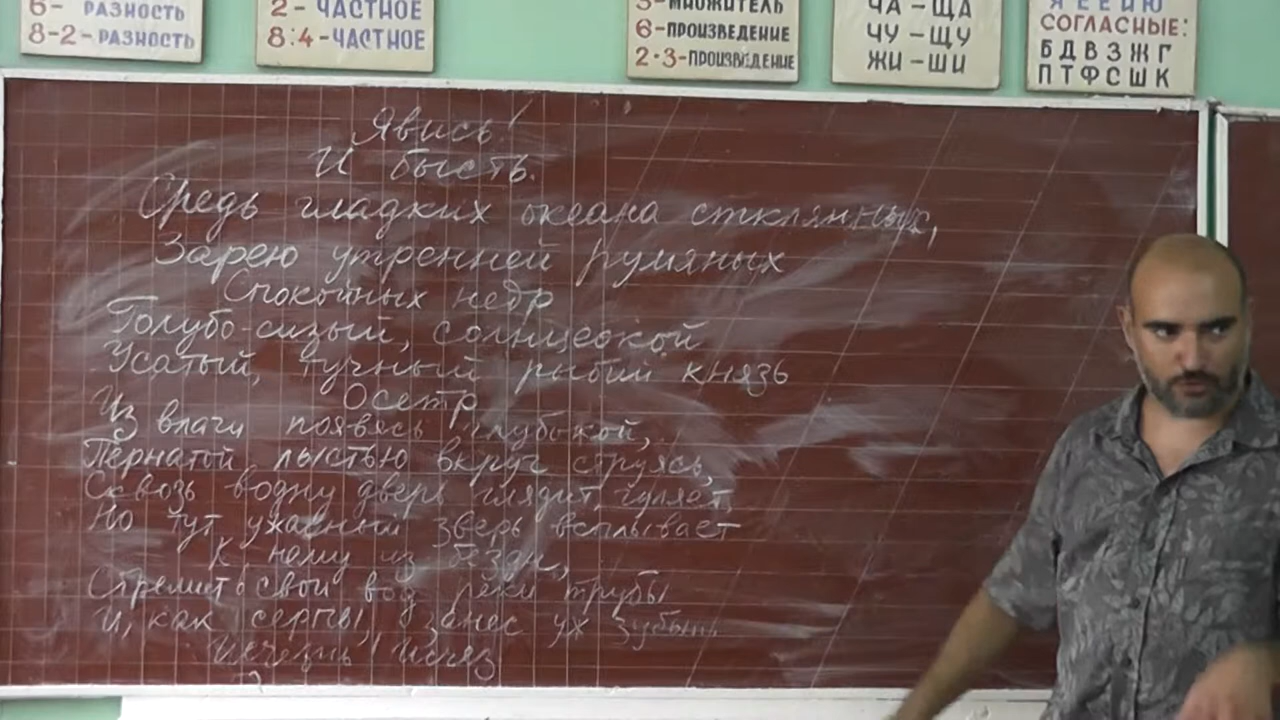 6- РАЗНОСТЬ
8-2-РАЗНОСТЬ
2- ЧАСТНОЕ
8:4-ЧАСТНОЕ
3-МНОЖИТЕЛЬ
6-ПРОИЗВЕДЕНИЕ
2·3-ПРОИЗВЕДЕНИЕ
ЧА-ЩА
ЧУ-ЩУ
ЖИ-ШИ
Я Е Ё И Ю
СОГЛАСНЫЕ:
Б Д В З Ж Г
П Т Ф С Ш К
Явись!
И бысть.
Средь гладких океана стклянных,
Зарею утренней румяных
Спокойных недр
Голубо-сизый, солнцеокой
Усатый, тучный рыбий князь
Осетр
Из влаги появясь глубокой,
Пернатой лыстью вкруг струясь,
Сквозь водну дверь глядит, гуляет,
Но тут ужасный зверь всплывает
К нему из бездн,
Стремит свои вод реки трубы
И, как серпы, занес уж зубы
Исчезнь! Исчез